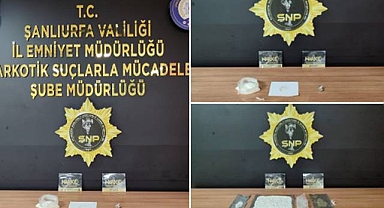 T.C.
ŞANLIURFA VALİLİĞİ
İL EMNİYET MÜDÜRLÜĞÜ
ARKOTİK SUÇLARLA MÜCADELE
ŞUBE MÜDÜRLÜĞÜ
SNP
SNP
SNP